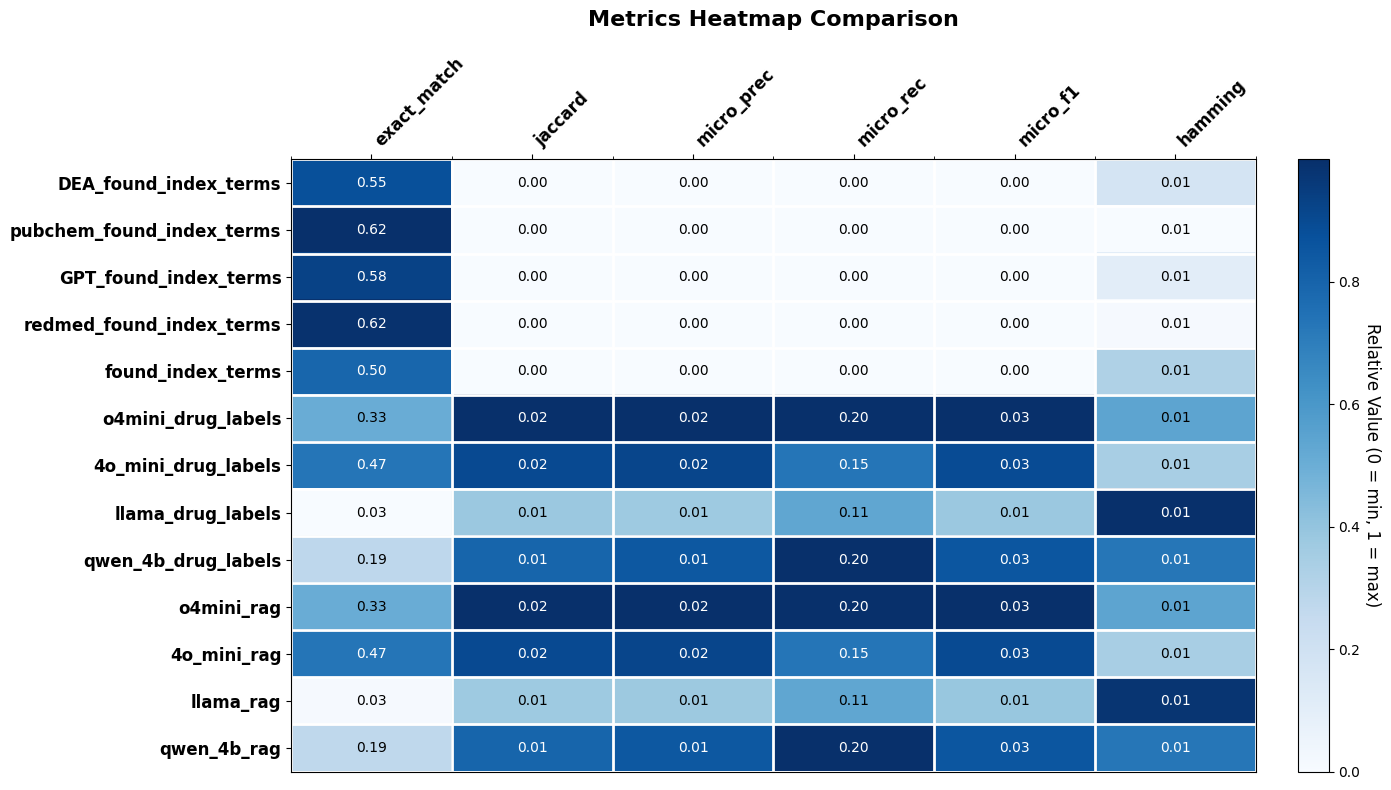 Metrics Heatmap Comparison
exact_match jaccard micro_prec micro_rec micro_f1 hamming
DEA_found_index_terms 0.55 0.00 0.00 0.00 0.00 0.01
pubchem_found_index_terms 0.62 0.00 0.00 0.00 0.00 0.01
GPT_found_index_terms 0.58 0.00 0.00 0.00 0.00 0.01
redmed_found_index_terms 0.62 0.00 0.00 0.00 0.00 0.01
found_index_terms 0.50 0.00 0.00 0.00 0.00 0.01
o4mini_drug_labels 0.33 0.02 0.02 0.20 0.03 0.01
4o_mini_drug_labels 0.47 0.02 0.02 0.15 0.03 0.01
llama_drug_labels 0.03 0.01 0.01 0.11 0.01 0.01
qwen_4b_drug_labels 0.19 0.01 0.01 0.20 0.03 0.01
o4mini_rag 0.33 0.02 0.02 0.20 0.03 0.01
4o_mini_rag 0.47 0.02 0.02 0.15 0.03 0.01
llama_rag 0.03 0.01 0.01 0.11 0.01 0.01
qwen_4b_rag 0.19 0.01 0.01 0.20 0.03 0.01
0.8
0.6
0.4
0.2
0.0
Relative Value (0 = min, 1 = max)